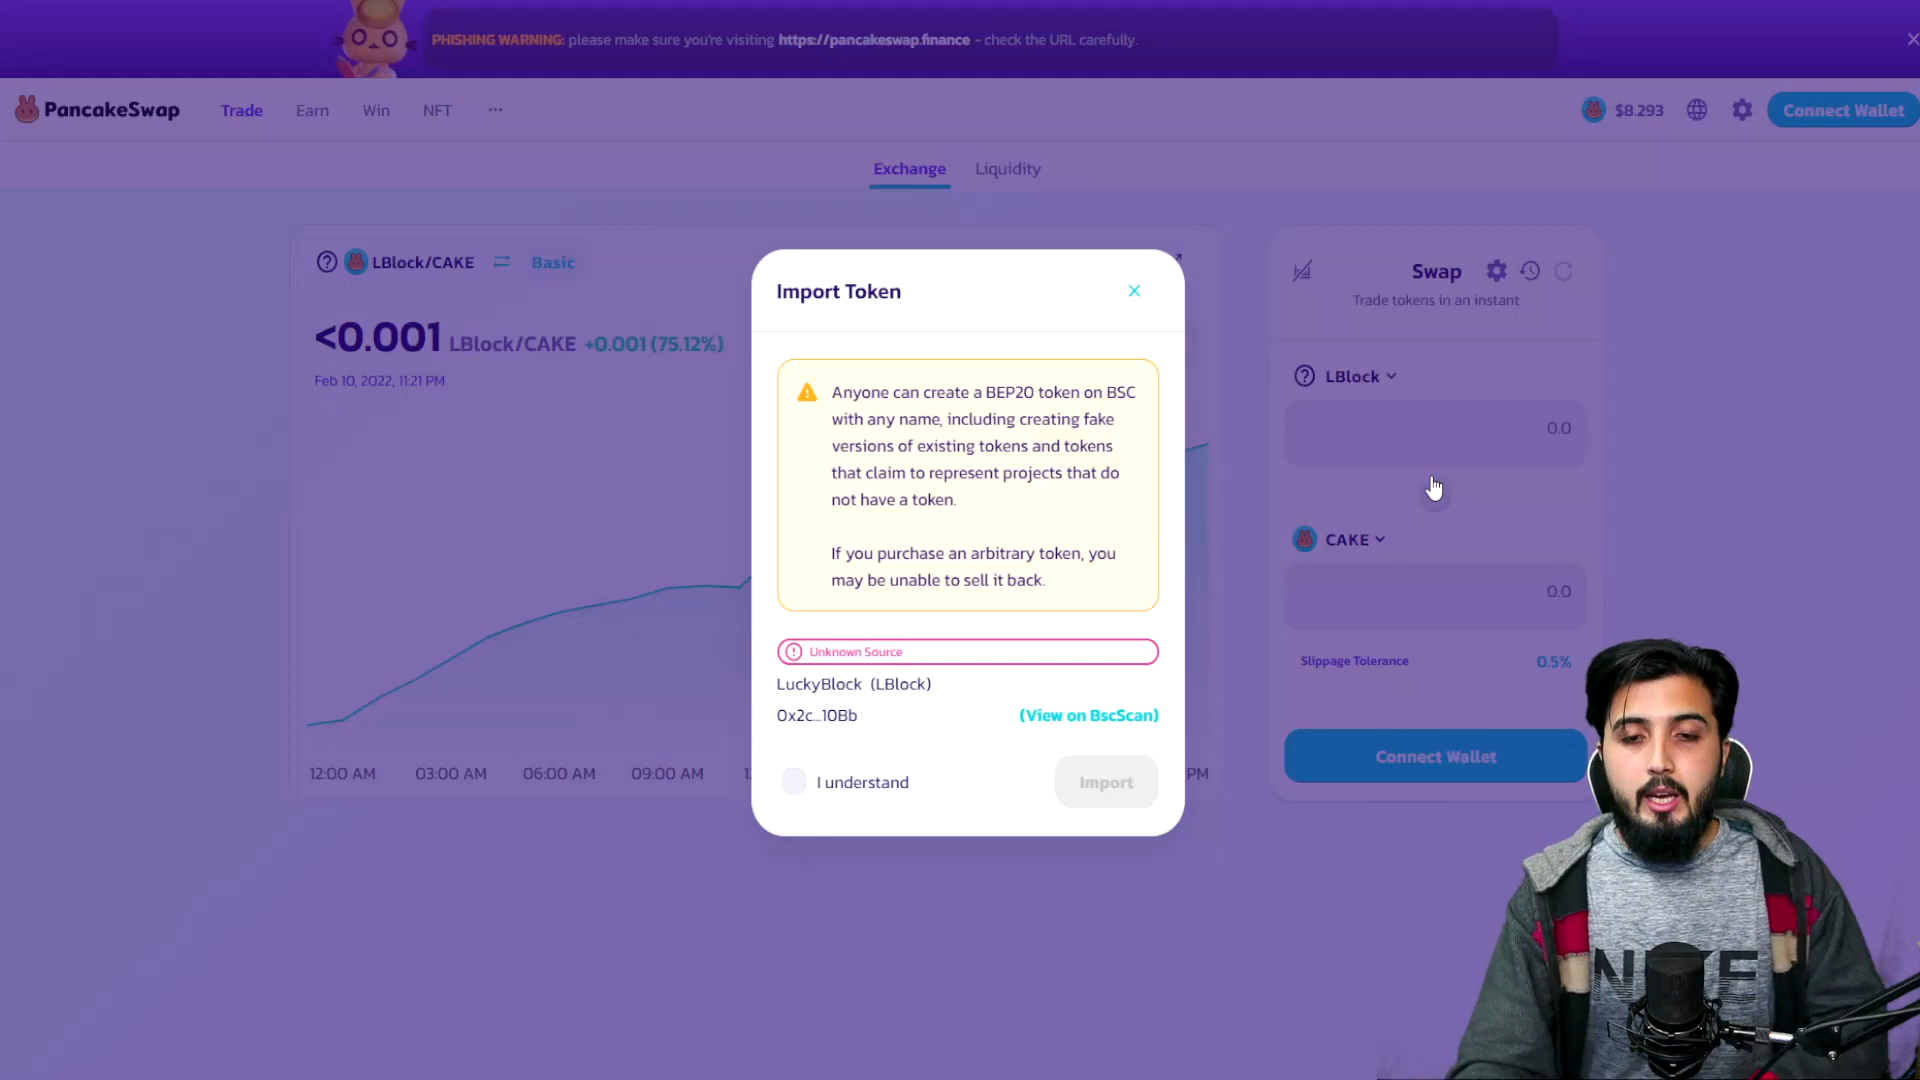 PHISHING WARNING: please make sure you're visiting https://pancakeswap.finance - check the URL carefully.
PancakeSwap
Trade
Earn
Win
NFT
$8.293
Connect Wallet
Exchange
Liquidity
LBlock/CAKE
Basic
<0.001 LBlock/CAKE +0.001 (75.12%)
Feb 10, 2022, 11:21 PM
12:00 AM
03:00 AM
06:00 AM
09:00 AM
PM
Import Token
Anyone can create a BEP20 token on BSC
with any name, including creating fake
versions of existing tokens and tokens
that claim to represent projects that do
not have a token.
If you purchase an arbitrary token, you
may be unable to sell it back.
Unknown Source
LuckyBlock (LBlock)
0x2c...10Bb
(View on BscScan)
I understand
Import
Swap
Trade tokens in an instant
LBlock
0.0
CAKE
0.0
Slippage Tolerance
0.5%
Connect Wallet